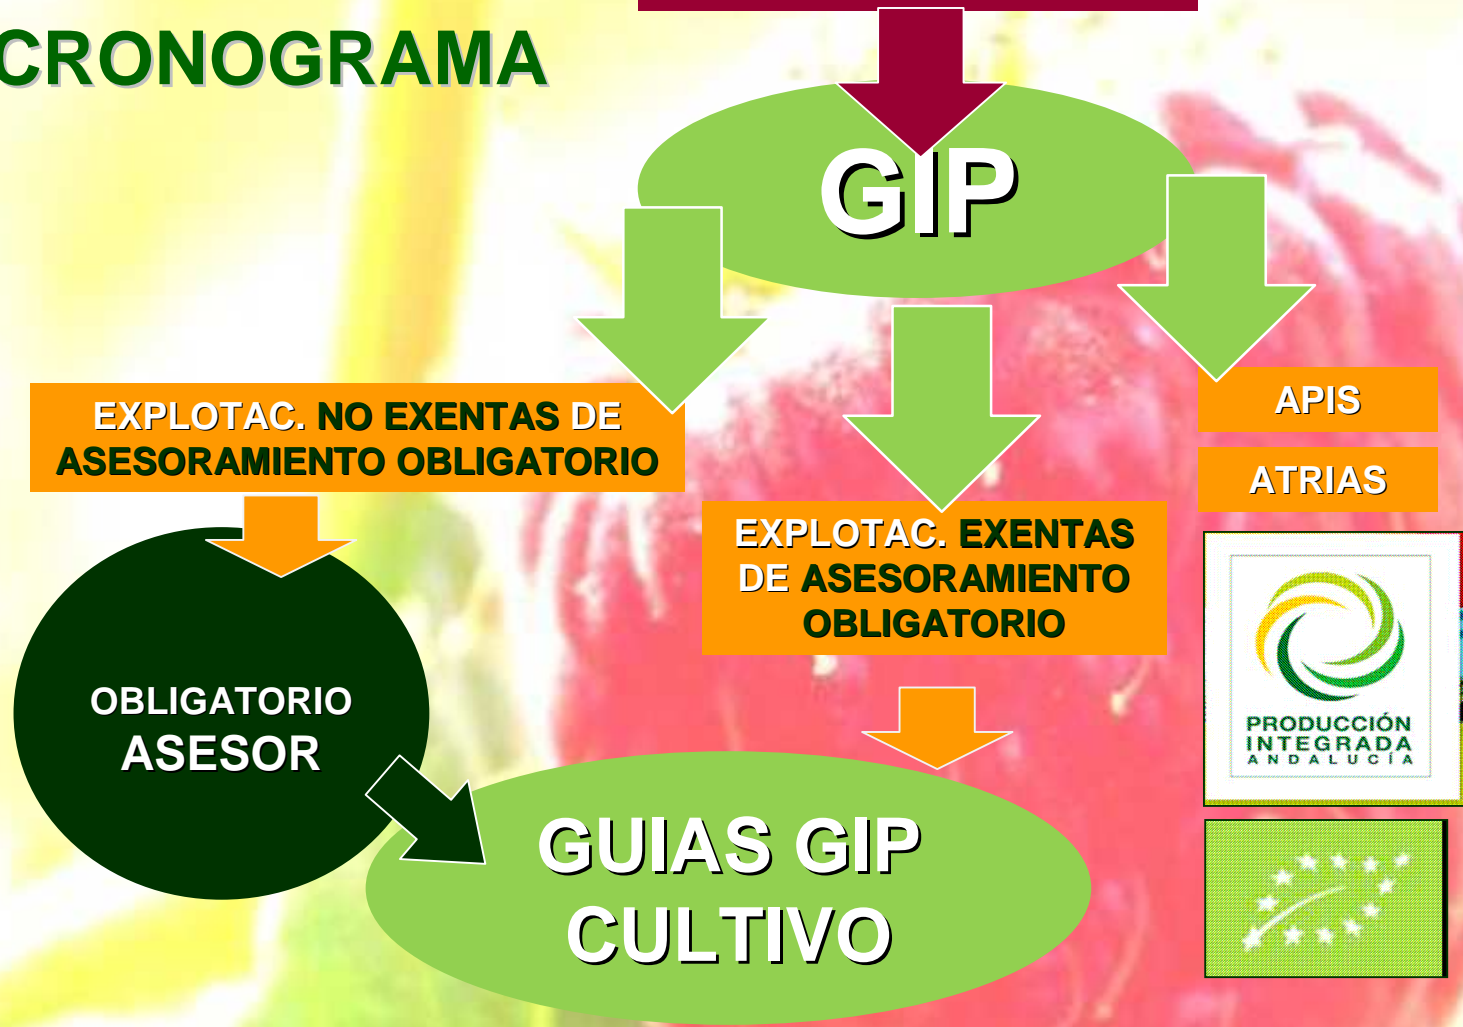 CRONOGRAMA
GIP
EXPLOTAC. NO EXENTAS DE
ASESORAMIENTO OBLIGATORIO
APIS
ATRIAS
EXPLOTAC. EXENTAS
DE ASESORAMIENTO
OBLIGATORIO
OBLIGATORIO
ASESOR
PRODUCCIÓN
INTEGRADA
ANDALUCÍA
GUIAS GIP
CULTIVO